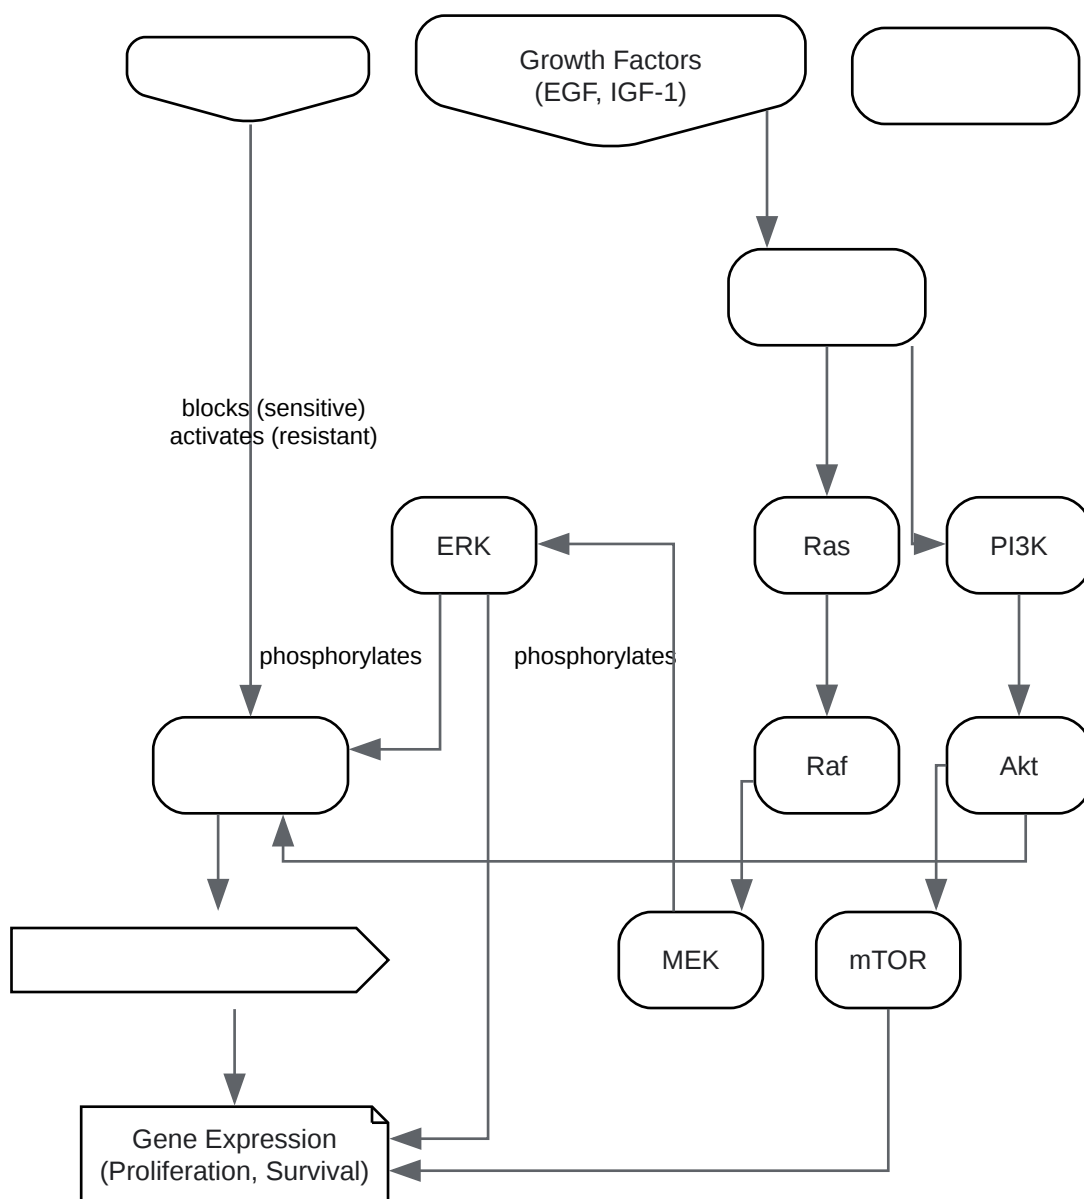 Growth Factors
(EGF, IGF-1)
blocks (sensitive)
activates (resistant)
ERK
Ras
PI3K
phosphorylates
phosphorylates
Raf
Akt
MEK
mTOR
Gene Expression
(Proliferation, Survival)